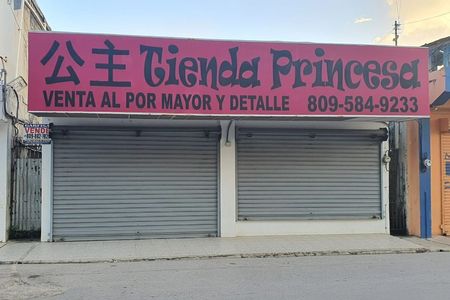 公主 Tienda Princesa
VENTA AL POR MAYOR Y DETALLE 809-584-9233
VENDO